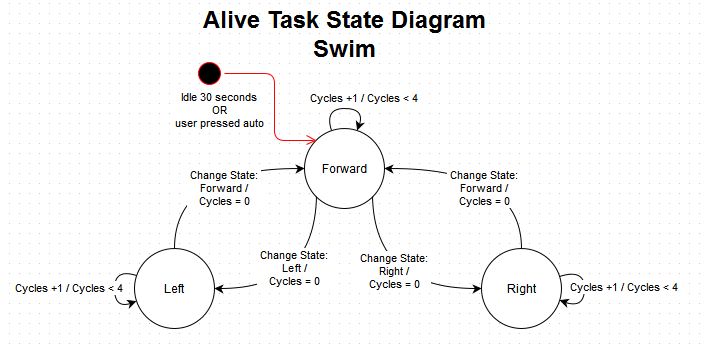 Alive Task State Diagram
Swim
Idle 30 seconds
OR
user pressed auto
Cycles +1 / Cycles < 4
Forward
Change State:
Forward /
Cycles = 0
Change State:
Forward /
Cycles = 0
Change State:
Left /
Cycles = 0
Change State:
Right /
Cycles = 0
Cycles +1 / Cycles < 4
Left
Right
Cycles +1 / Cycles < 4